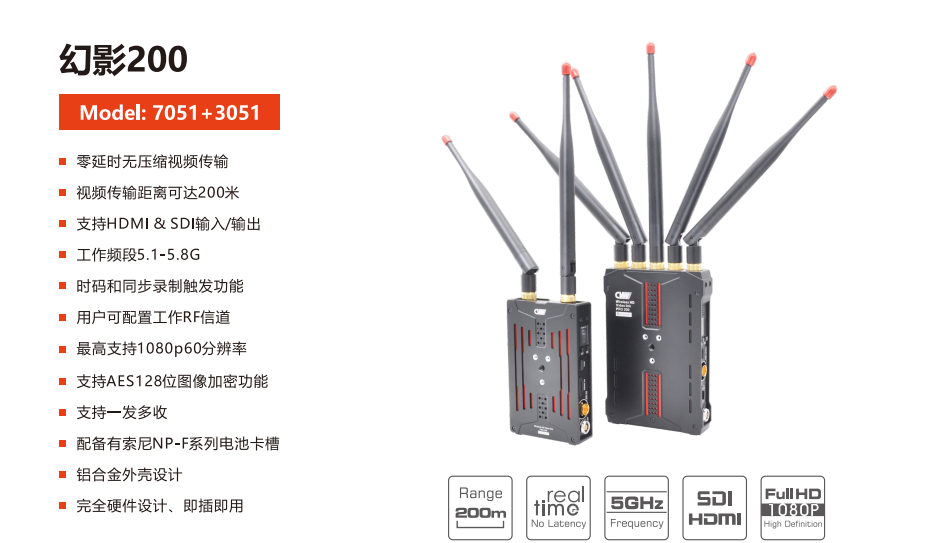 幻影200
Model: 7051+3051
零延时无压缩视频传输
视频传输距离可达200米
支持HDMI & SDI输入/输出
工作频段5.1-5.8G
时码和同步录制触发功能
用户可配置工作RF信道
最高支持1080p60分辨率
支持AES128位图像加密功能
支持一发多收
配备有索尼NP-F系列电池卡槽
铝合金外壳设计
完全硬件设计、即插即用
CVW
Wireless HD
Range
200m
real
time
No Latency
5GHz
Frequency
SDI
HDMI
Full HD
1080P
High Definition